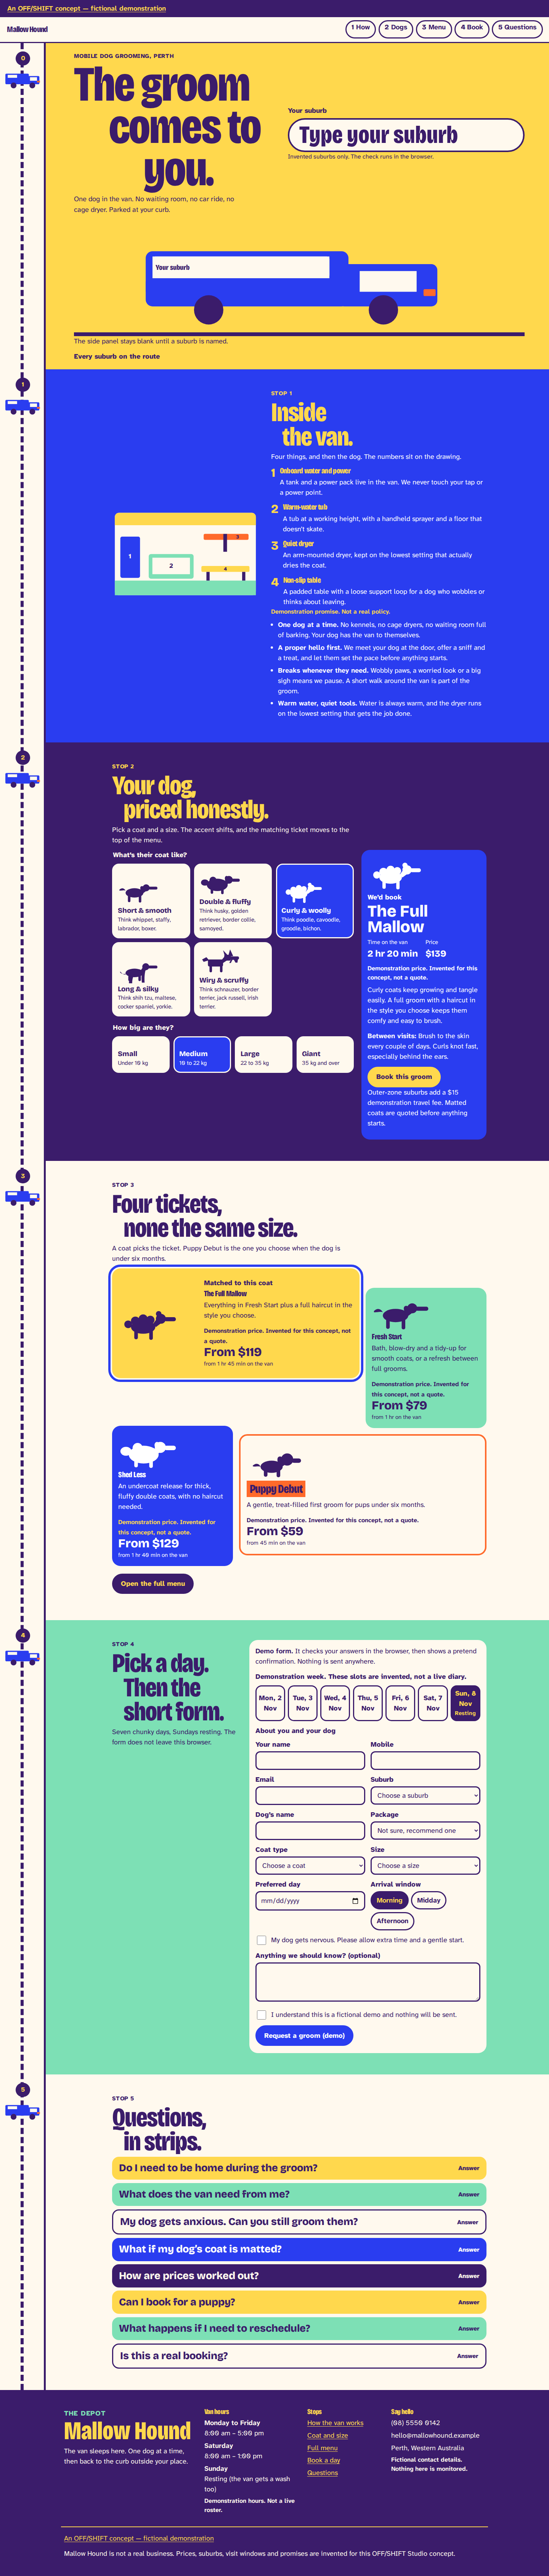 An OFF/SHIFT concept — fictional demonstration
Mallow Hound
1 How
2 Dogs
3 Menu
4 Book
5 Questions
0
MOBILE DOG GROOMING, PERTH
The groom
comes to
you.
One dog in the van. No waiting room, no car ride, no
cage dryer. Parked at your curb.
Your suburb
Type your suburb
Invented suburbs only. The check runs in the browser.
Your suburb
The side panel stays blank until a suburb is named.
Every suburb on the route
1
STOP 1
Inside
the van.
Four things, and then the dog. The numbers sit on the drawing.
1 Onboard water and power
A tank and a power pack live in the van. We never touch your tap or
a power point.
2 Warm-water tub
A tub at a working height, with a handheld sprayer and a floor that
doesn't skate.
3 Quiet dryer
An arm-mounted dryer, kept on the lowest setting that actually
dries the coat.
4 Non-slip table
A padded table with a loose support loop for a dog who wobbles or
thinks about leaving.
1
2
3
4
Demonstration promise. Not a real policy.
One dog at a time. No kennels, no cage dryers, no waiting room full
of barking. Your dog has the van to themselves.
A proper hello first. We meet your dog at the door, offer a sniff and
a treat, and let them set the pace before anything starts.
Breaks whenever they need. Wobbly paws, a worried look or a big
sigh means we pause. A short walk around the van is part of the
groom.
Warm water, quiet tools. Water is always warm, and the dryer runs
on the lowest setting that gets the job done.
2
STOP 2
Your dog,
priced honestly.
Pick a coat and a size. The accent shifts, and the matching ticket moves to the
top of the menu.
What's their coat like?
Short & smooth
Think whippet, staffy,
labrador, boxer.
Double & fluffy
Think husky, golden
retriever, border collie,
samoyed.
Curly & woolly
Think poodle, cavoodle,
groodle, bichon.
Long & silky
Think shih tzu, maltese,
cocker spaniel, yorkie.
Wiry & scruffy
Think schnauzer, border
terrier, jack russell, irish
terrier.
How big are they?
Small
Under 10 kg
Medium
10 to 22 kg
Large
22 to 35 kg
Giant
35 kg and over
We'd book
The Full
Mallow
Time on the van
2 hr 20 min
Price
$139
Demonstration price. Invented for this
concept, not a quote.
Curly coats keep growing and tangle
easily. A full groom with a haircut in
the style you choose keeps them
comfy and easy to brush.
Between visits: Brush to the skin
every couple of days. Curls knot fast,
especially behind the ears.
Book this groom
Outer-zone suburbs add a $15
demonstration travel fee. Matted
coats are quoted before anything
starts.
3
STOP 3
Four tickets,
none the same size.
A coat picks the ticket. Puppy Debut is the one you choose when the dog is
under six months.
Matched to this coat
The Full Mallow
Everything in Fresh Start plus a full haircut in the
style you choose.
Demonstration price. Invented for this concept, not
a quote.
From $119
from 1 hr 45 min on the van
Fresh Start
Bath, blow-dry and a tidy-up for
smooth coats, or a refresh between
full grooms.
Demonstration price. Invented for
this concept, not a quote.
From $79
from 1 hr on the van
Shed Less
An undercoat release for thick,
fluffy double coats, with no haircut
needed.
Demonstration price. Invented for
this concept, not a quote.
From $129
from 1 hr 40 min on the van
Puppy Debut
A gentle, treat-filled first groom for pups under six months.
Demonstration price. Invented for this concept, not a quote.
From $59
from 45 min on the van
Open the full menu
4
STOP 4
Pick a day.
Then the
short form.
Seven chunky days, Sundays resting. The
form does not leave this browser.
Demo form. It checks your answers in the browser, then shows a pretend
confirmation. Nothing is sent anywhere.
Demonstration week. These slots are invented, not a live diary.
Mon, 2
Nov
Tue, 3
Nov
Wed, 4
Nov
Thu, 5
Nov
Fri, 6
Nov
Sat, 7
Nov
Sun, 8
Nov
Resting
About you and your dog
Your name
Mobile
Email
Suburb
Choose a suburb
Dog's name
Package
Not sure, recommend one
Coat type
Choose a coat
Size
Choose a size
Preferred day
mm/dd/yyyy
Arrival window
Morning
Midday
Afternoon
My dog gets nervous. Please allow extra time and a gentle start.
Anything we should know? (optional)
I understand this is a fictional demo and nothing will be sent.
Request a groom (demo)
5
STOP 5
Questions,
in strips.
Do I need to be home during the groom? Answer
What does the van need from me? Answer
My dog gets anxious. Can you still groom them? Answer
What if my dog's coat is matted? Answer
How are prices worked out? Answer
Can I book for a puppy? Answer
What happens if I need to reschedule? Answer
Is this a real booking? Answer
THE DEPOT
Mallow Hound
The van sleeps here. One dog at a time,
then back to the curb outside your place.
Van hours
Monday to Friday
8:00 am – 5:00 pm
Saturday
8:00 am – 1:00 pm
Sunday
Resting (the van gets a wash
too)
Demonstration hours. Not a live
roster.
Stops
How the van works
Coat and size
Full menu
Book a day
Questions
Say hello
(08) 5550 0142
hello@mallowhound.example
Perth, Western Australia
Fictional contact details.
Nothing here is monitored.
An OFF/SHIFT concept — fictional demonstration
Mallow Hound is not a real business. Prices, suburbs, visit windows and promises are invented for this OFF/SHIFT Studio concept.